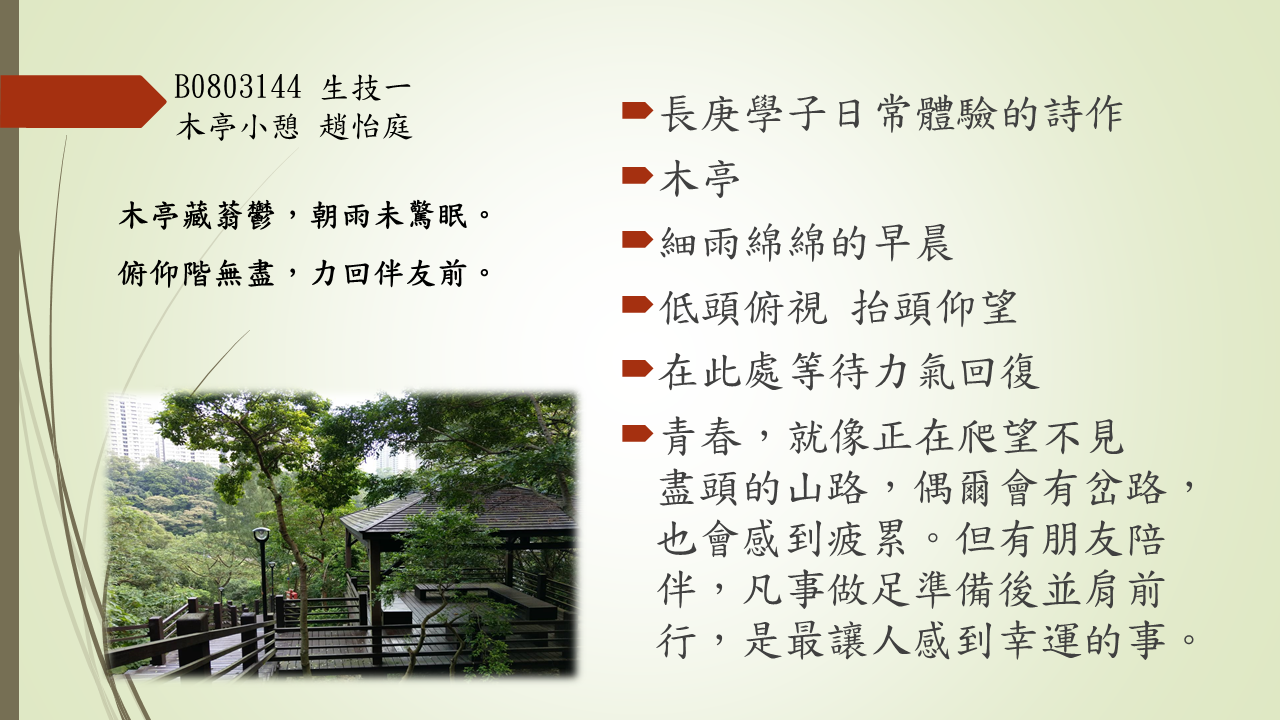 B0803144 生技一
木亭小憩 趙怡庭
木亭藏蓊鬱，朝雨未驚眠。
俯仰階無盡，力回伴友前。
長庚學子日常體驗的詩作
木亭
細雨綿綿的早晨
低頭俯視 抬頭仰望
在此處等待力氣回復
青春，就像正在爬望不見
盡頭的山路，偶爾會有岔路，
也會感到疲累。但有朋友陪
伴，凡事做足準備後並肩前
行，是最讓人感到幸運的事。